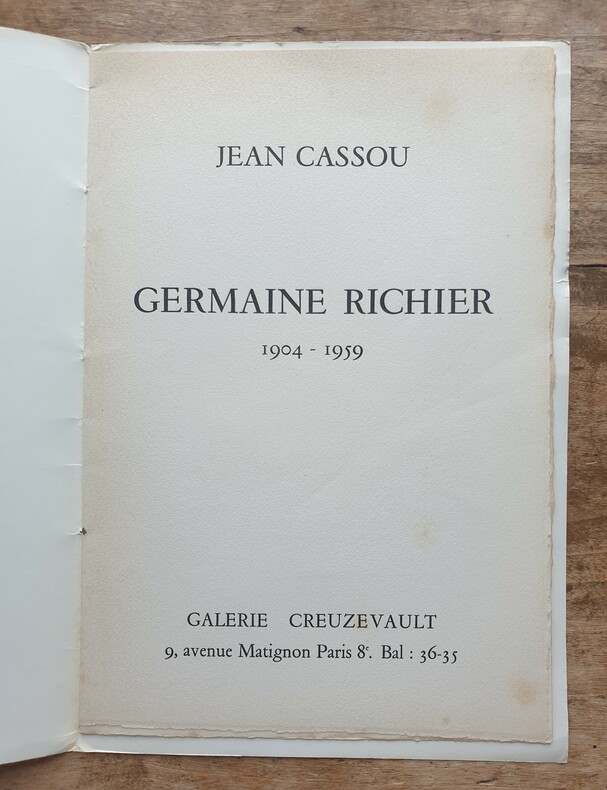 JEAN CASSOU
GERMAINE RICHIER
1904 - 1959
GALERIE CREUZEVAULT
9, avenue Matignon Paris 8ᵉ. Bal : 36-35